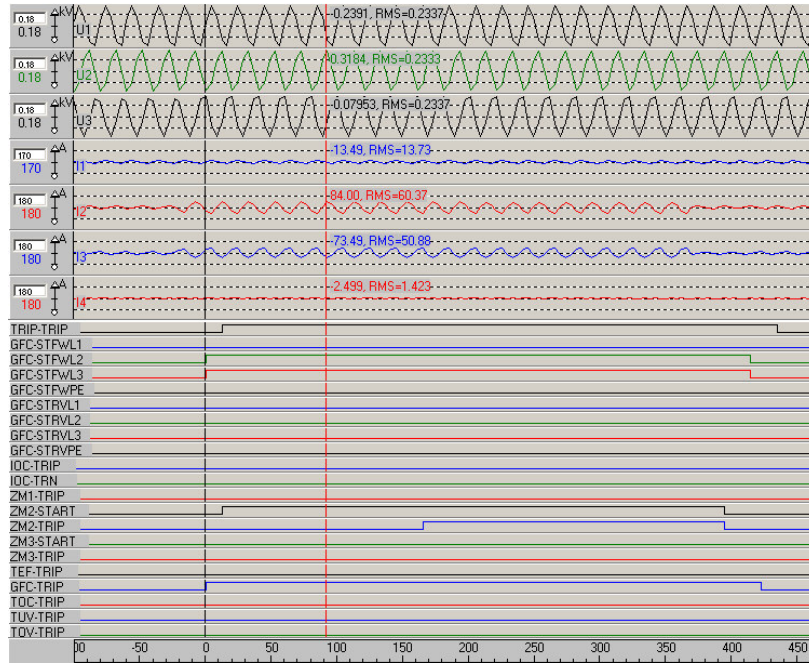 0.18 kV -0.2391, RMS=0.2337
0.18 U1
0.18 kV 0.3184, RMS=0.2333
0.18 U2
0.18 kV -0.07953, RMS=0.2337
0.18 U3
170 A -13.49, RMS=13.73
170 I1
180 A 84.00, RMS=60.37
180 I2
180 A -73.49, RMS=50.88
180 I3
180 A -2.499, RMS=1.423
180 I4
TRIP-TRIP
GFC-STFWL1
GFC-STFWL2
GFC-STFWL3
GFC-STFWPE
GFC-STRVL1
GFC-STRVL2
GFC-STRVL3
GFC-STRVPE
IOC-TRIP
IOC-TRN
ZM1-TRIP
ZM2-START
ZM2-TRIP
ZM3-START
ZM3-TRIP
TEF-TRIP
GFC-TRIP
TOC-TRIP
TUV-TRIP
TOV-TRIP
00 -50 0 50 100 150 200 250 300 350 400 450